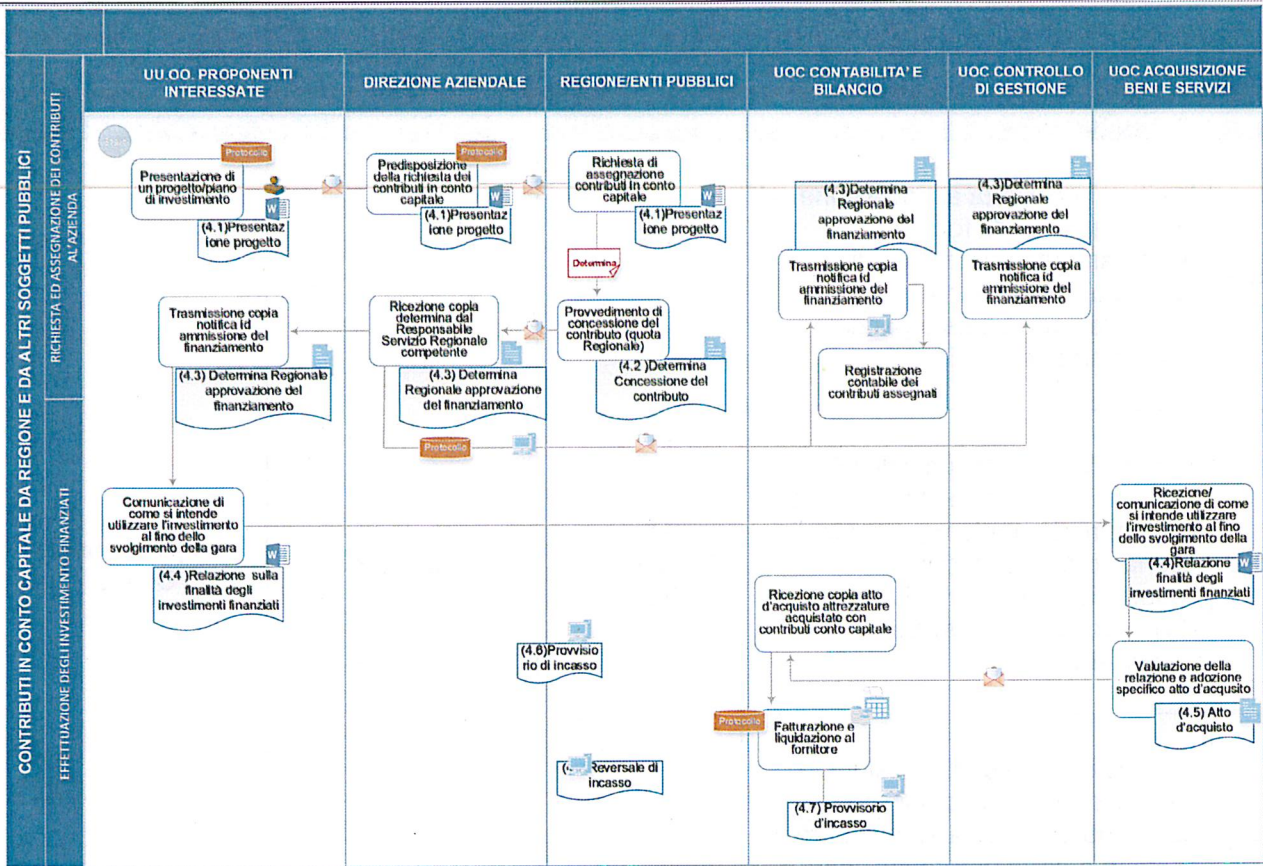 CONTRIBUTI IN CONTO CAPITALE DA REGIONE E DA ALTRI SOGGETTI PUBBLICI
RICHIESTA ED ASSEGNAZIONE DEI CONTRIBUTI
AL'AZIENDA
EFFETTUAZIONE DEGLI INVESTIMENTO FINANZIATI
UU.OO. PROPONENTI
INTERESSATE
DIREZIONE AZIENDALE
REGIONE/ENTI PUBBLICI
UOC CONTABILITA' E
BILANCIO
UOC CONTROLLO
DI GESTIONE
UOC ACQUISIZIONE
BENI E SERVIZI
Protocollo
Presentazione di
un progetto/piano
di investimento
(4.1)Presentaz
ione progetto
Protocollo
Predisposizione
della richiesta dei
contributi in conto
capitale
(4.1)Presentaz
ione progetto
Richiesta di
assegnazione
contributi in conto
capitale
(4.1)Presentaz
ione progetto
(4.3)Determina
Regionale
approvazione del
finanziamento
(4.3)Determina
Regionale
approvazione del
finanziamento
Determina
Trasmissione copia
notifica id
ammissione del
finanziamento
Trasmissione copia
notifica id
ammissione del
finanziamento
Trasmissione copia
notifica id
ammissione del
finanziamento
(4.3) Determina Regionale
approvazione del
finanziamento
Ricezione copia
determina dal
Responsabile
Servizio Regionale
competente
(4.3) Determina
Regionale approvazione
del finanziamento
Provvedimento di
concessione del
contributo (quota
Regionale)
(4.2 )Determina
Concessione del
contributo
Registrazione
contabile dei
contributi assegnati
Protocollo
Comunicazione di
come si intende
utilizzare l'investimento
al fino dello
svolgimento della gara
(4.4 )Relazione sulla
finalità degli
investimenti finanziati
Ricezione/
comunicazione di come
si intende utilizzare
l'investimento al fino
dello svolgimento della
gara
(4.4)Relazione
finalità degli
investimenti finanziati
Ricezione copia atto
d'acquisto attrezzature
acquistato con
contributi conto capitale
(4.6)Provviso
rio di incasso
Valutazione della
relazione e adozione
specifico atto d'acqusito
(4.5) Atto
d'acquisto
Protocollo
Fatturazione e
liquidazione al
fornitore
Reversale di
incasso
(4.7) Provvisorio
d'incasso